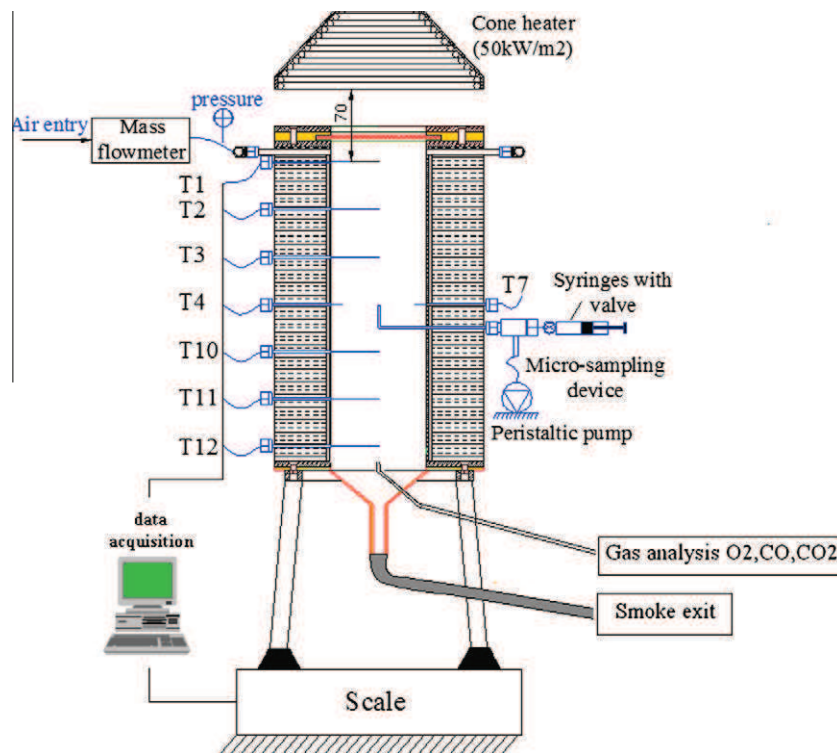 Cone heater
(50kW/m2)
pressure
Air entry
Mass
flowmeter
70
T1
T2
T3
T4
T10
T11
T12
T7
Syringes with
valve
Micro-sampling
device
Peristaltic pump
data
acquisition
Gas analysis O2,CO,CO2
Smoke exit
Scale